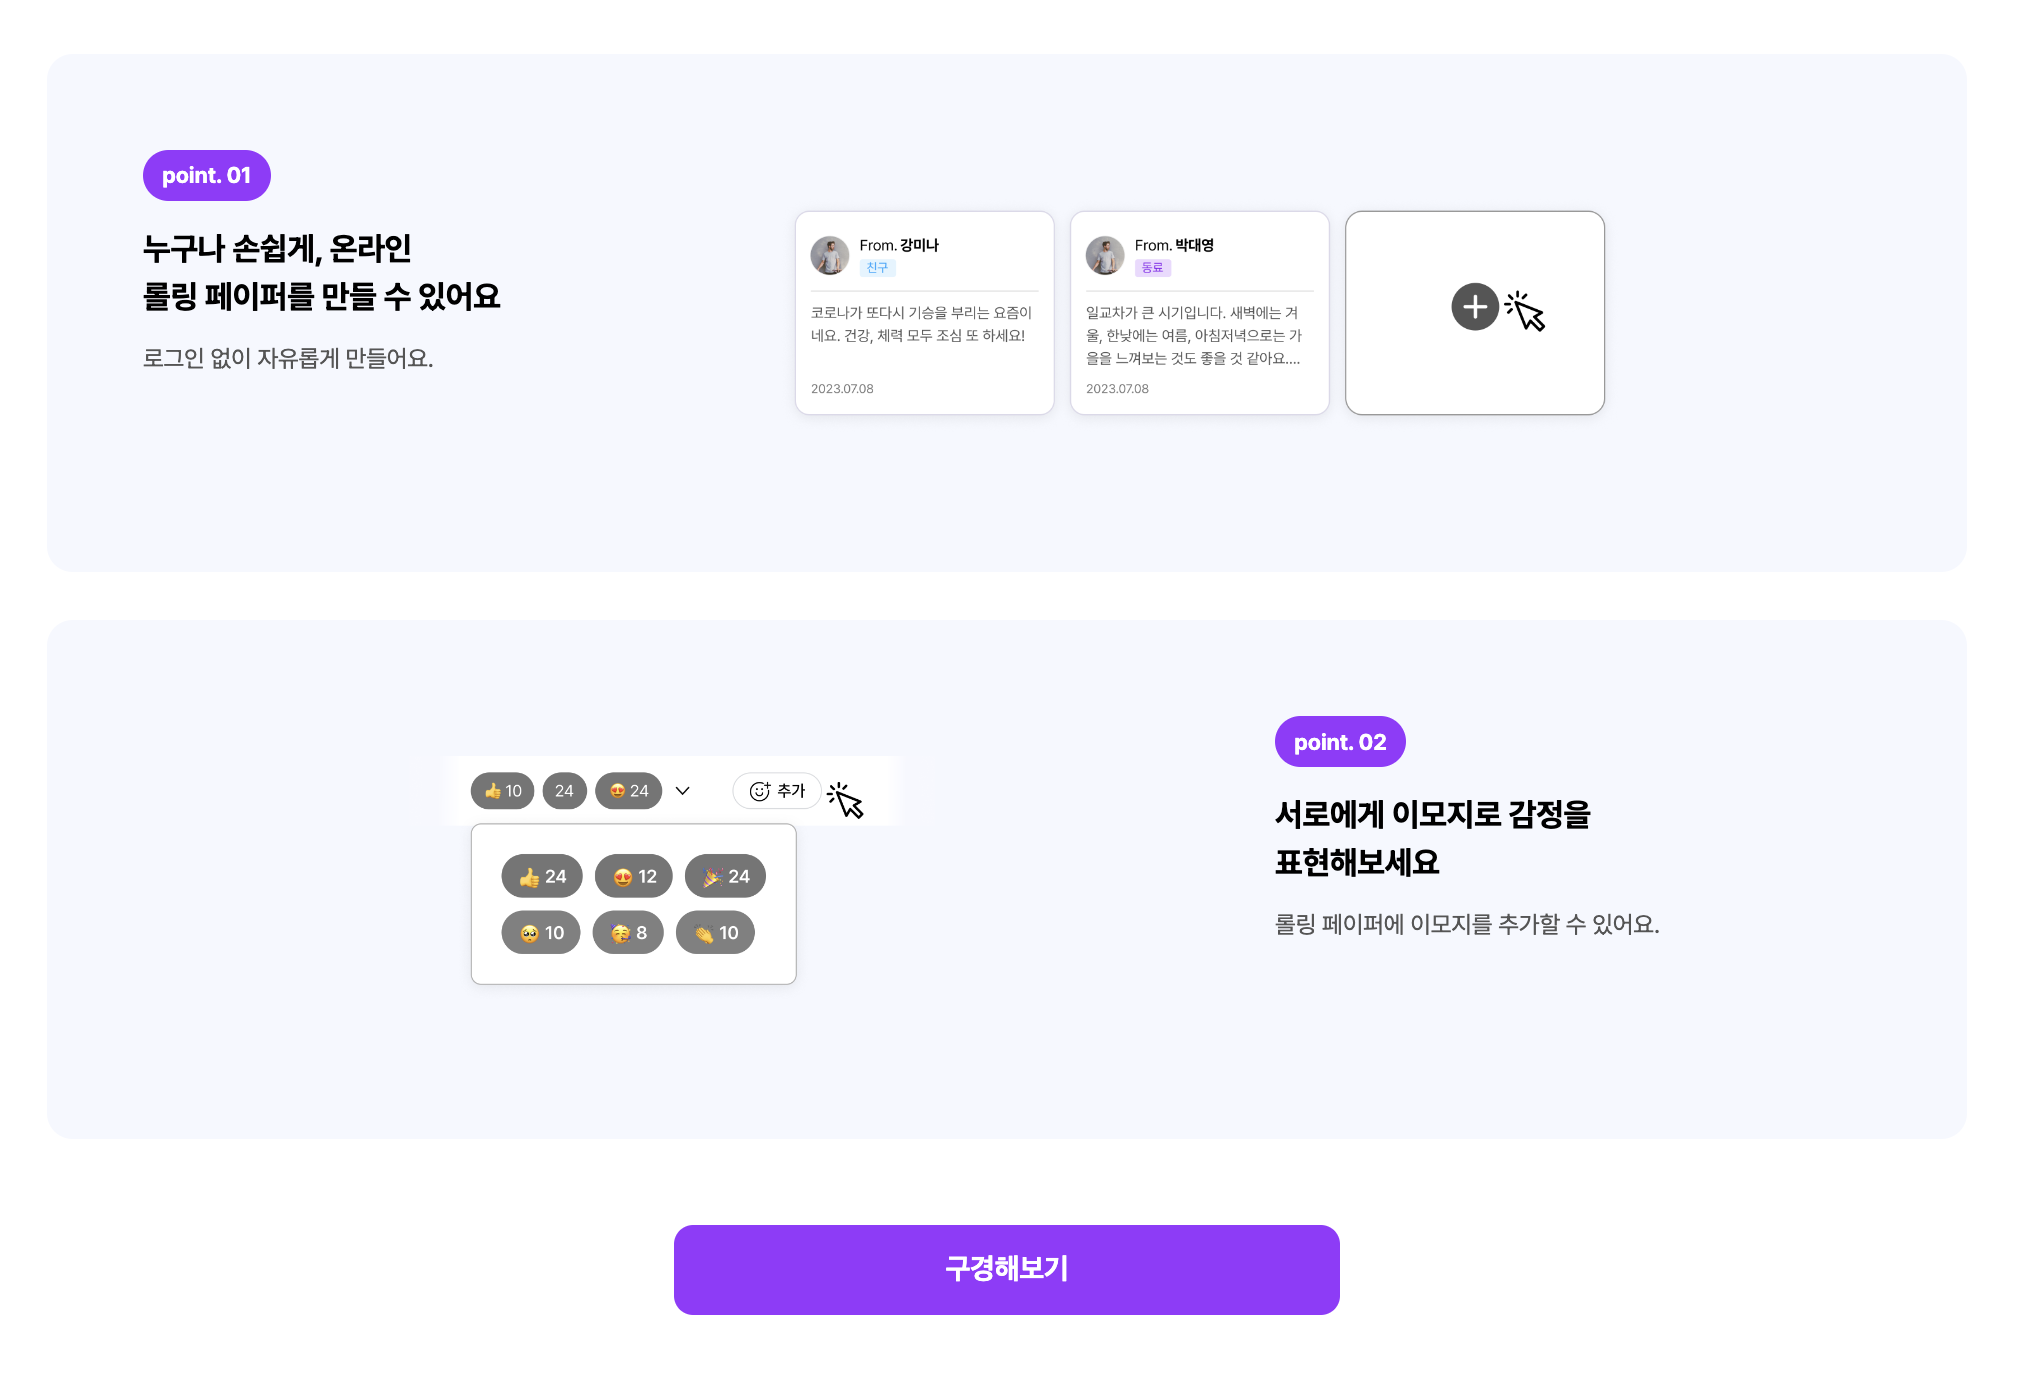 point. 01
누구나 손쉽게, 온라인
롤링 페이퍼를 만들 수 있어요
로그인 없이 자유롭게 만들어요.
From. 강미나
친구
코로나가 또다시 기승을 부리는 요즘이
네요. 건강, 체력 모두 조심 또 하세요!
2023.07.08
From. 박대영
동료
일교차가 큰 시기입니다. 새벽에는 겨
울, 한낮에는 여름, 아침저녁으로는 가
을을 느껴보는 것도 좋을 것 같아요....
2023.07.08
👍 10 24 😍 24 추가
👍 24 😍 12 🎉 24
🥺 10 🥳 8 👏 10
point. 02
서로에게 이모지로 감정을
표현해보세요
롤링 페이퍼에 이모지를 추가할 수 있어요.
구경해보기